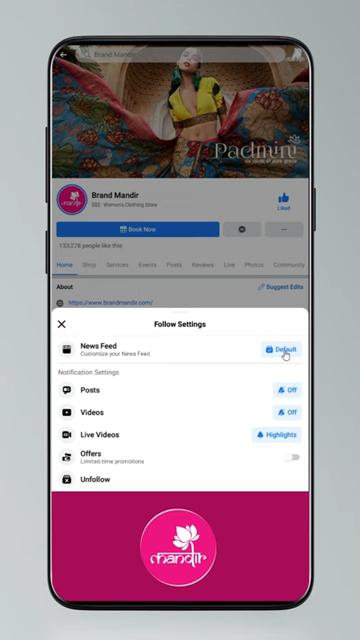 Brand Mandir
Padmini
Brand Mandir
Women's Clothing Store
Liked
Book Now
133,278 people like this
Home Shop Services Events Posts Reviews Live Photos Community
About
Suggest Edits
https://www.brandmandir.com/
Follow Settings
News Feed
Customize your News Feed
Default
Notification Settings
Posts
Off
Videos
Off
Live Videos
Highlights
Offers
Limited-time promotions
Unfollow
mandir